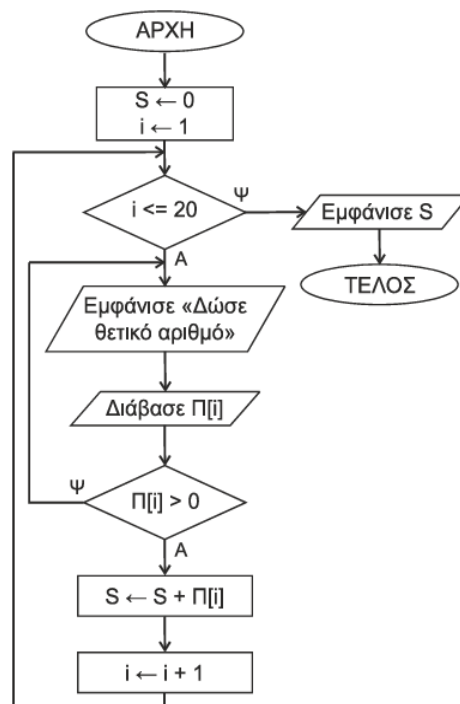 ΑΡΧΗ
S ← 0
i ← 1
i <= 20
Ψ
Εμφάνισε S
Α
ΤΕΛΟΣ
Εμφάνισε «Δώσε
θετικό αριθμό»
Διάβασε Π[i]
Ψ
Π[i] > 0
Α
S ← S + Π[i]
i ← i + 1